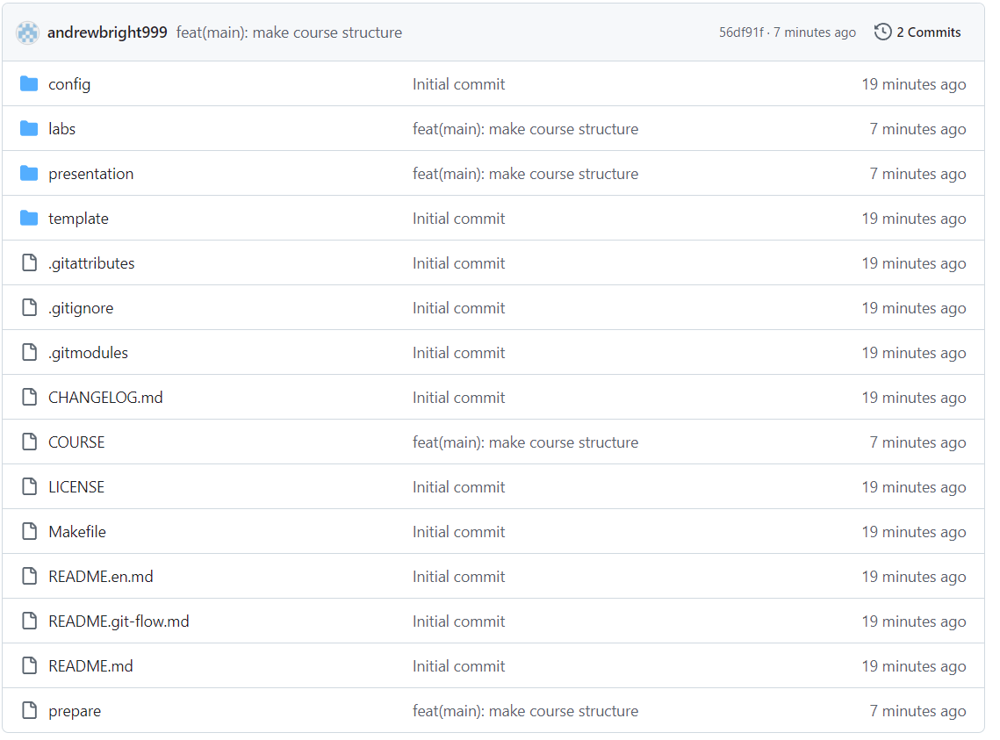 andrewbright999 feat(main): make course structure 56df91f · 7 minutes ago 2 Commits
config Initial commit 19 minutes ago
labs feat(main): make course structure 7 minutes ago
presentation feat(main): make course structure 7 minutes ago
template Initial commit 19 minutes ago
.gitattributes Initial commit 19 minutes ago
.gitignore Initial commit 19 minutes ago
.gitmodules Initial commit 19 minutes ago
CHANGELOG.md Initial commit 19 minutes ago
COURSE feat(main): make course structure 7 minutes ago
LICENSE Initial commit 19 minutes ago
Makefile Initial commit 19 minutes ago
README.en.md Initial commit 19 minutes ago
README.git-flow.md Initial commit 19 minutes ago
README.md Initial commit 19 minutes ago
prepare feat(main): make course structure 7 minutes ago